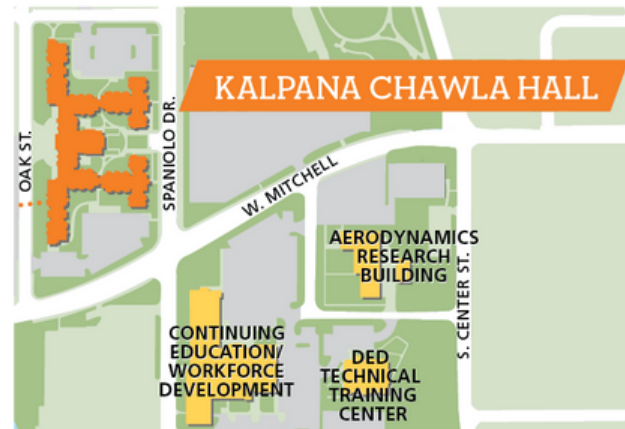 KALPANA CHAWLA HALL
OAK ST.
SPANIOLO DR.
W. MITCHELL
AERODYNAMICS
RESEARCH
BUILDING
S. CENTER ST.
CONTINUING
EDUCATION/
WORKFORCE
DEVELOPMENT
DED
TECHNICAL
TRAINING
CENTER